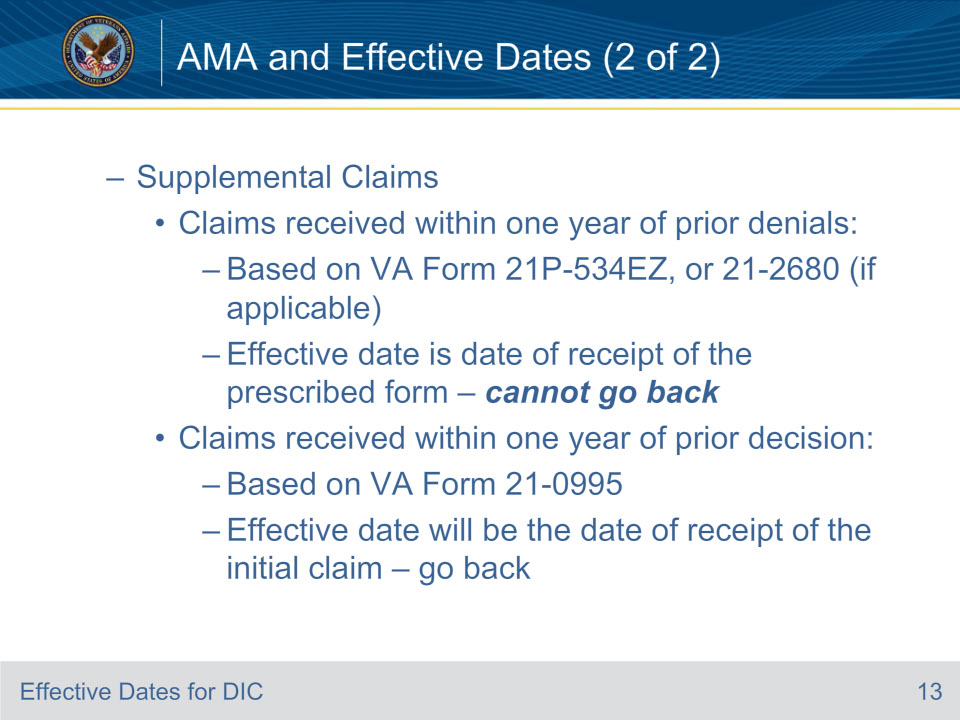 AMA and Effective Dates (2 of 2)
– Supplemental Claims
• Claims received within one year of prior denials:
– Based on VA Form 21P-534EZ, or 21-2680 (if
applicable)
– Effective date is date of receipt of the
prescribed form – cannot go back
• Claims received within one year of prior decision:
– Based on VA Form 21-0995
– Effective date will be the date of receipt of the
initial claim – go back
Effective Dates for DIC
13